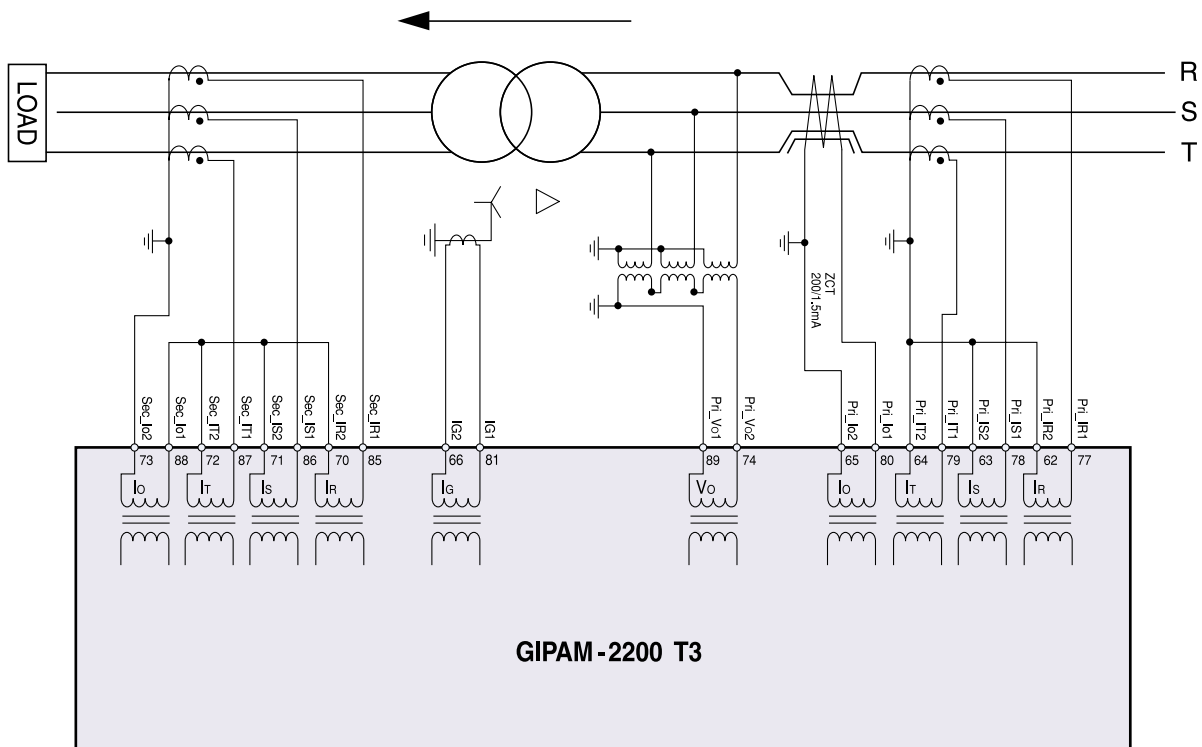 LOAD
R
S
T
ZCT
200/1.5mA
Sec_Io2
Sec_Io1
Sec_IT2
Sec_IT1
Sec_IS2
Sec_IS1
Sec_IR2
Sec_IR1
IG2
IG1
Pri_Vo1
Pri_Vo2
Pri_Io2
Pri_Io1
Pri_IT2
Pri_IT1
Pri_IS2
Pri_IS1
Pri_IR2
Pri_IR1
73 88 72 87 71 86 70 85 66 81 89 74 65 80 64 79 63 78 62 77
IO IT IS IR IG VO IO IT IS IR
GIPAM-2200 T3